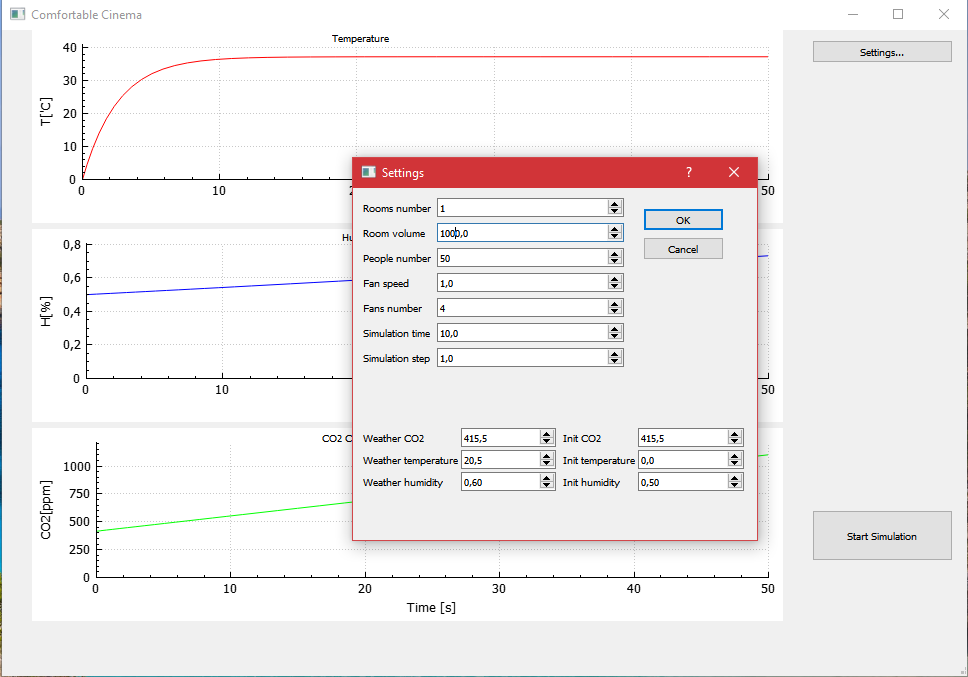 Comfortable Cinema
Temperature
Settings...
T['C]
40
30
20
10
0
0
10
2
50
Settings
?
Rooms number 1
Room volume 1000,0
People number 50
Fan speed 1,0
Fans number 4
Simulation time 10,0
Simulation step 1,0
OK
Cancel
Weather CO2 415,5 Init CO2 415,5
Weather temperature 20,5 Init temperature 0,0
Weather humidity 0,60 Init humidity 0,50
Hu
H[%]
0,8
0,6
0,4
0,2
0
0
10
50
CO2 C
CO2[ppm]
1000
750
500
250
0
0
10
20
30
40
50
Time [s]
Start Simulation